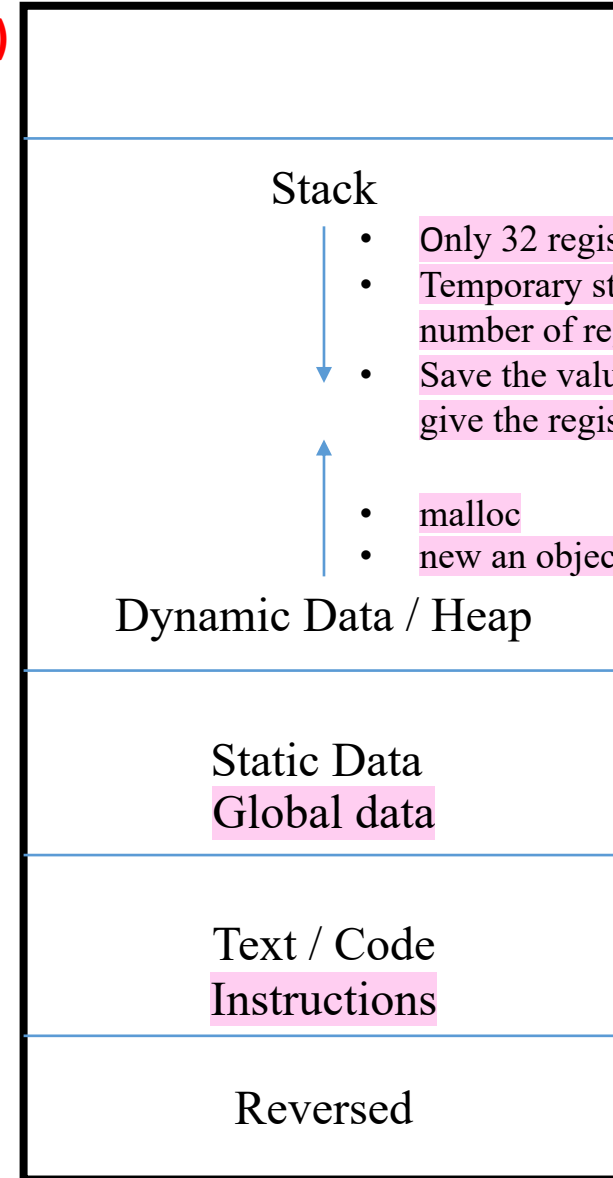 )
Stack
• Only 32
• Temporary
number of
• Save the
give the
• malloc
• new an
Dynamic Data / Heap
Static Data
Global data
Text / Code
Instructions
Reversed